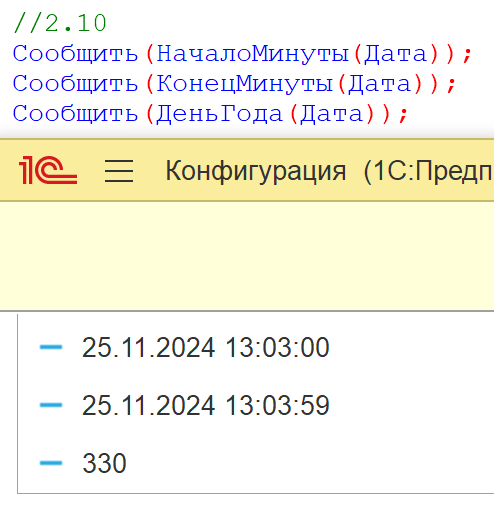 //2.10
Сообщить(НачалоМинуты(Дата));
Сообщить(КонецМинуты(Дата));
Сообщить(ДеньГода(Дата));
1С Конфигурация (1С:Предп
25.11.2024 13:03:00
25.11.2024 13:03:59
330